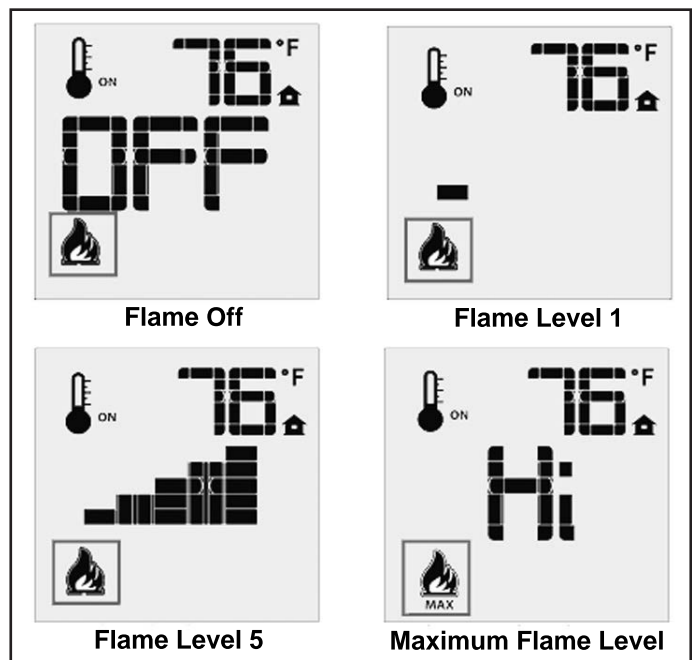 76 °F
ON
OFF
Flame Off
76 °F
ON
Flame Level 1
76 °F
ON
Flame Level 5
76 °F
ON
Hi
MAX
Maximum Flame Level